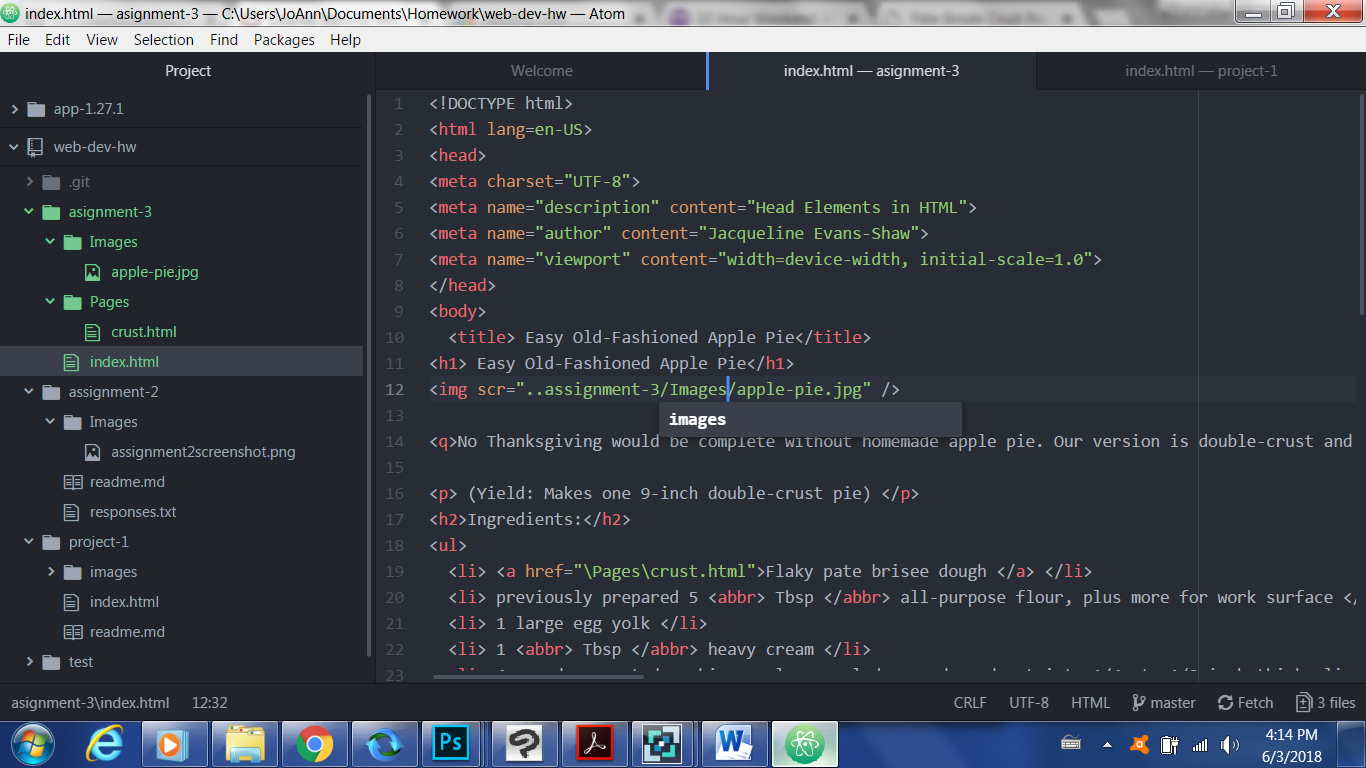 index.html — asignment-3 — C:\Users\JoAnn\Documents\Homework\web-dev-hw — Atom
File Edit View Selection Find Packages Help
Project
app-1.27.1
web-dev-hw
.git
asignment-3
Images
apple-pie.jpg
Pages
crust.html
index.html
assignment-2
Images
assignment2screenshot.png
readme.md
responses.txt
project-1
images
index.html
readme.md
test
Welcome index.html — asignment-3 index.html — project-1
1 <!DOCTYPE html>
2 <html lang=en-US>
3 <head>
4 <meta charset="UTF-8">
5 <meta name="description" content="Head Elements in HTML">
6 <meta name="author" content="Jacqueline Evans-Shaw">
7 <meta name="viewport" content="width=device-width, initial-scale=1.0">
8 </head>
9 <body>
10 <title> Easy Old-Fashioned Apple Pie</title>
11 <h1> Easy Old-Fashioned Apple Pie</h1>
12 <img scr="..assignment-3/Images/apple-pie.jpg" />
13
images
14 <q>No Thanksgiving would be complete without homemade apple pie. Our version is double-crust and
15
16 <p> (Yield: Makes one 9-inch double-crust pie) </p>
17 <h2>Ingredients:</h2>
18 <ul>
19 <li> <a href="\Pages\crust.html">Flaky pate brisee dough </a> </li>
20 <li> previously prepared 5 <abbr> Tbsp </abbr> all-purpose flour, plus more for work surface </
21 <li> 1 large egg yolk </li>
22 <li> 1 <abbr> Tbsp </abbr> heavy cream </li>
23
asignment-3\index.html 12:32 CRLF UTF-8 HTML master Fetch 3 files
Ps W
4:14 PM
6/3/2018